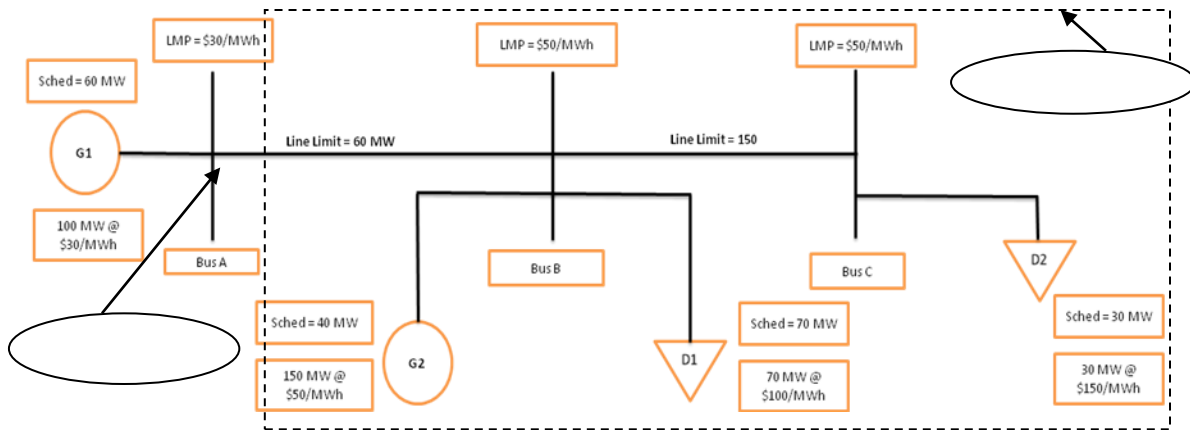 LMP = $30/MWh
LMP = $50/MWh
LMP = $50/MWh
Sched = 60 MW
G1
Line Limit = 60 MW
Line Limit = 150
100 MW @
$30/MWh
Bus A
Bus B
Bus C
D2
Sched = 40 MW
G2
150 MW @
$50/MWh
D1
Sched = 70 MW
70 MW @
$100/MWh
Sched = 30 MW
30 MW @
$150/MWh